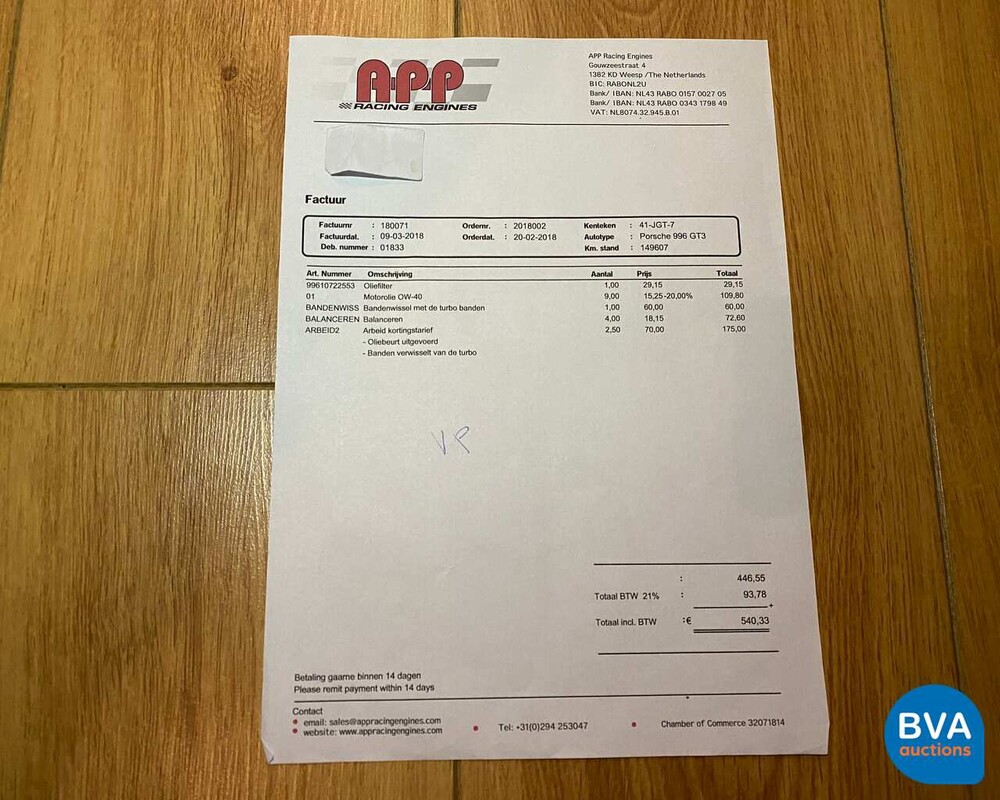 APP
RACING ENGINES
APP Racing Engines
Gouwzeestraat 4
1382 KD Weesp /The Netherlands
BIC: RABONL2U
Bank/ IBAN: NL43 RABO 0157 0027 05
Bank/ IBAN: NL43 RABO 0343 1798 49
VAT: NL8074.32.945.B.01
Factuur
Factuurnr : 180071 Ordernr. : 2018002 Kenteken : 41-JGT-7
Factuurdat. : 09-03-2018 Orderdat. : 20-02-2018 Autotype : Porsche 996 GT3
Deb. nummer : 01833 Km. stand : 149607
Art. Nummer Omschrijving Aantal Prijs Totaal
99610722553 Oliefilter 1,00 29,15 29,15
01 Motorolie OW-40 9,00 15,25-20,00% 109,80
BANDENWISS Bandenwissel met de turbo banden 1,00 60,00 60,00
BALANCEREN Balanceren 4,00 18,15 72,60
ARBEID2 Arbeid kortingstarief 2,50 70,00 175,00
- Oliebeurt uitgevoerd
- Banden verwisselt van de turbo
VP
: 446,55
Totaal BTW 21% : 93,78
+
Totaal incl. BTW :€ 540,33
Betaling gaarne binnen 14 dagen
Please remit payment within 14 days
Contact
email: sales@appracingengines.com
website: www.appracingengines.com
Tel: +31(0)294 253047
Chamber of Commerce 32071814
BVA
auctions